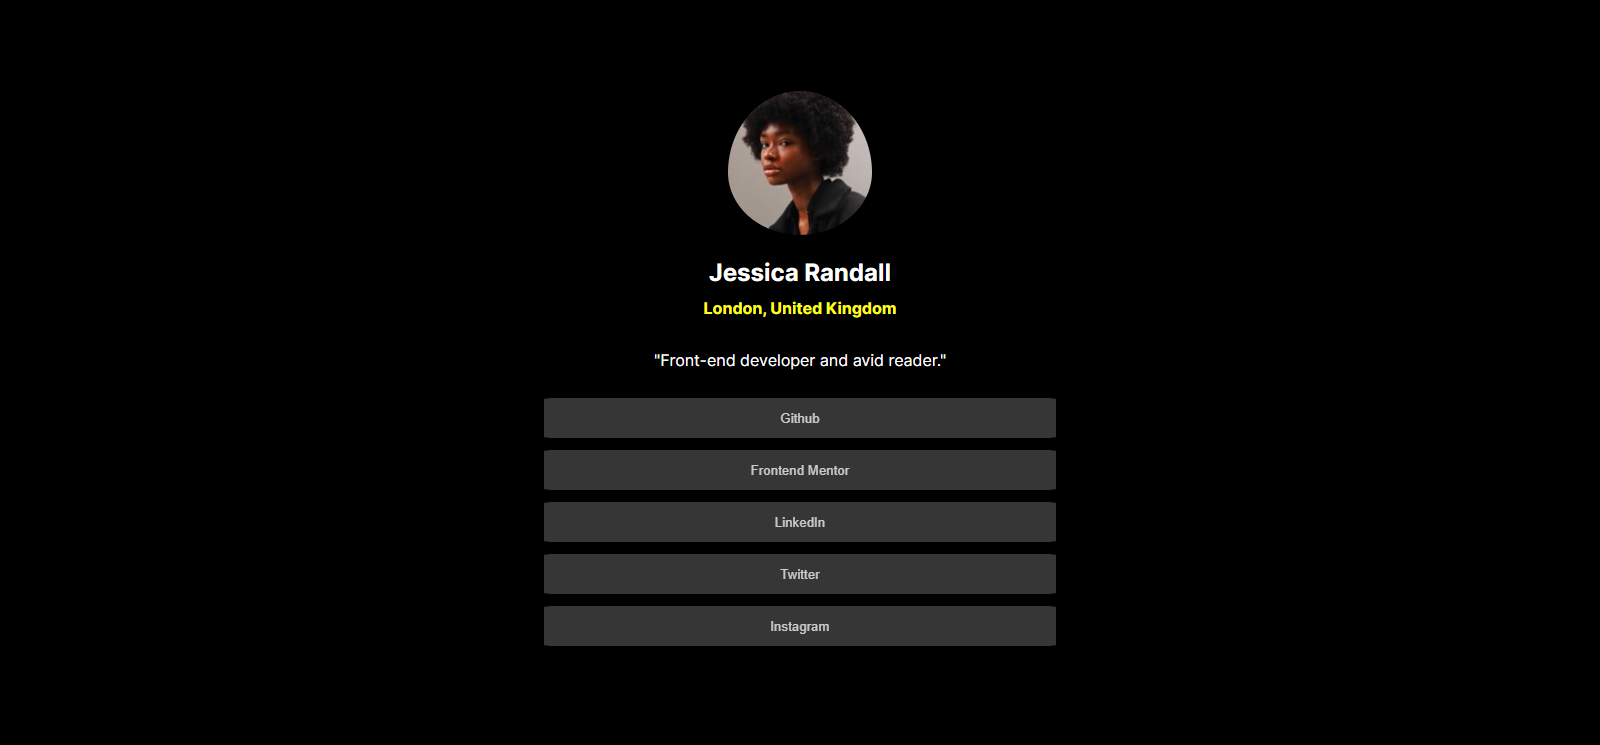 Jessica Randall
London, United Kingdom
"Front-end developer and avid reader."
Github
Frontend Mentor
LinkedIn
Twitter
Instagram